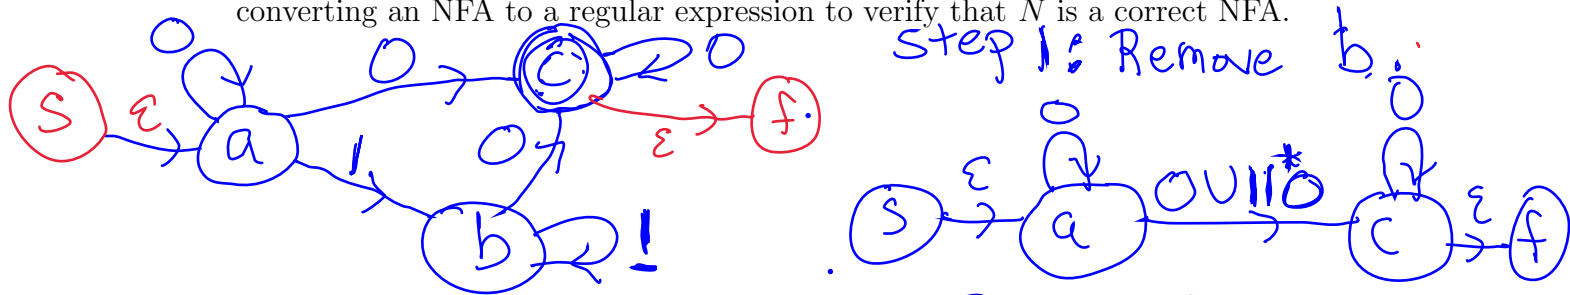 converting an NFA to a regular expression to verify that N is a correct NFA.
Step 1: Remove b.
0 0 C 0
S ε a ε f
1 0
b 1
0 0
S ε a 0∪11*0 C ε f